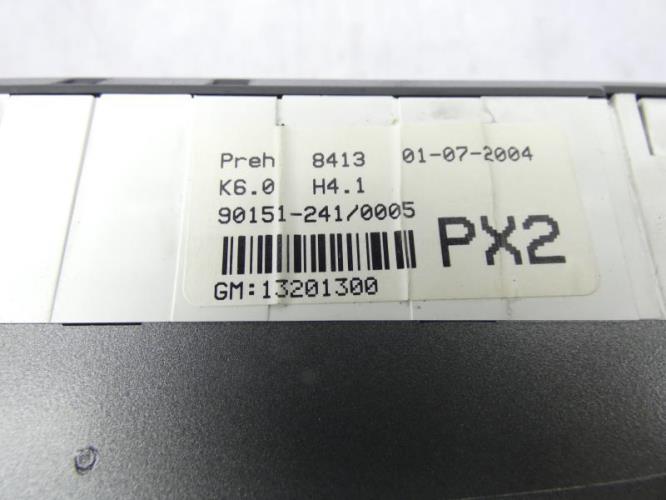 Preh 8413 01-07-2004
K6.0 H4.1
90151-241/0005
PX2
GM:13201300